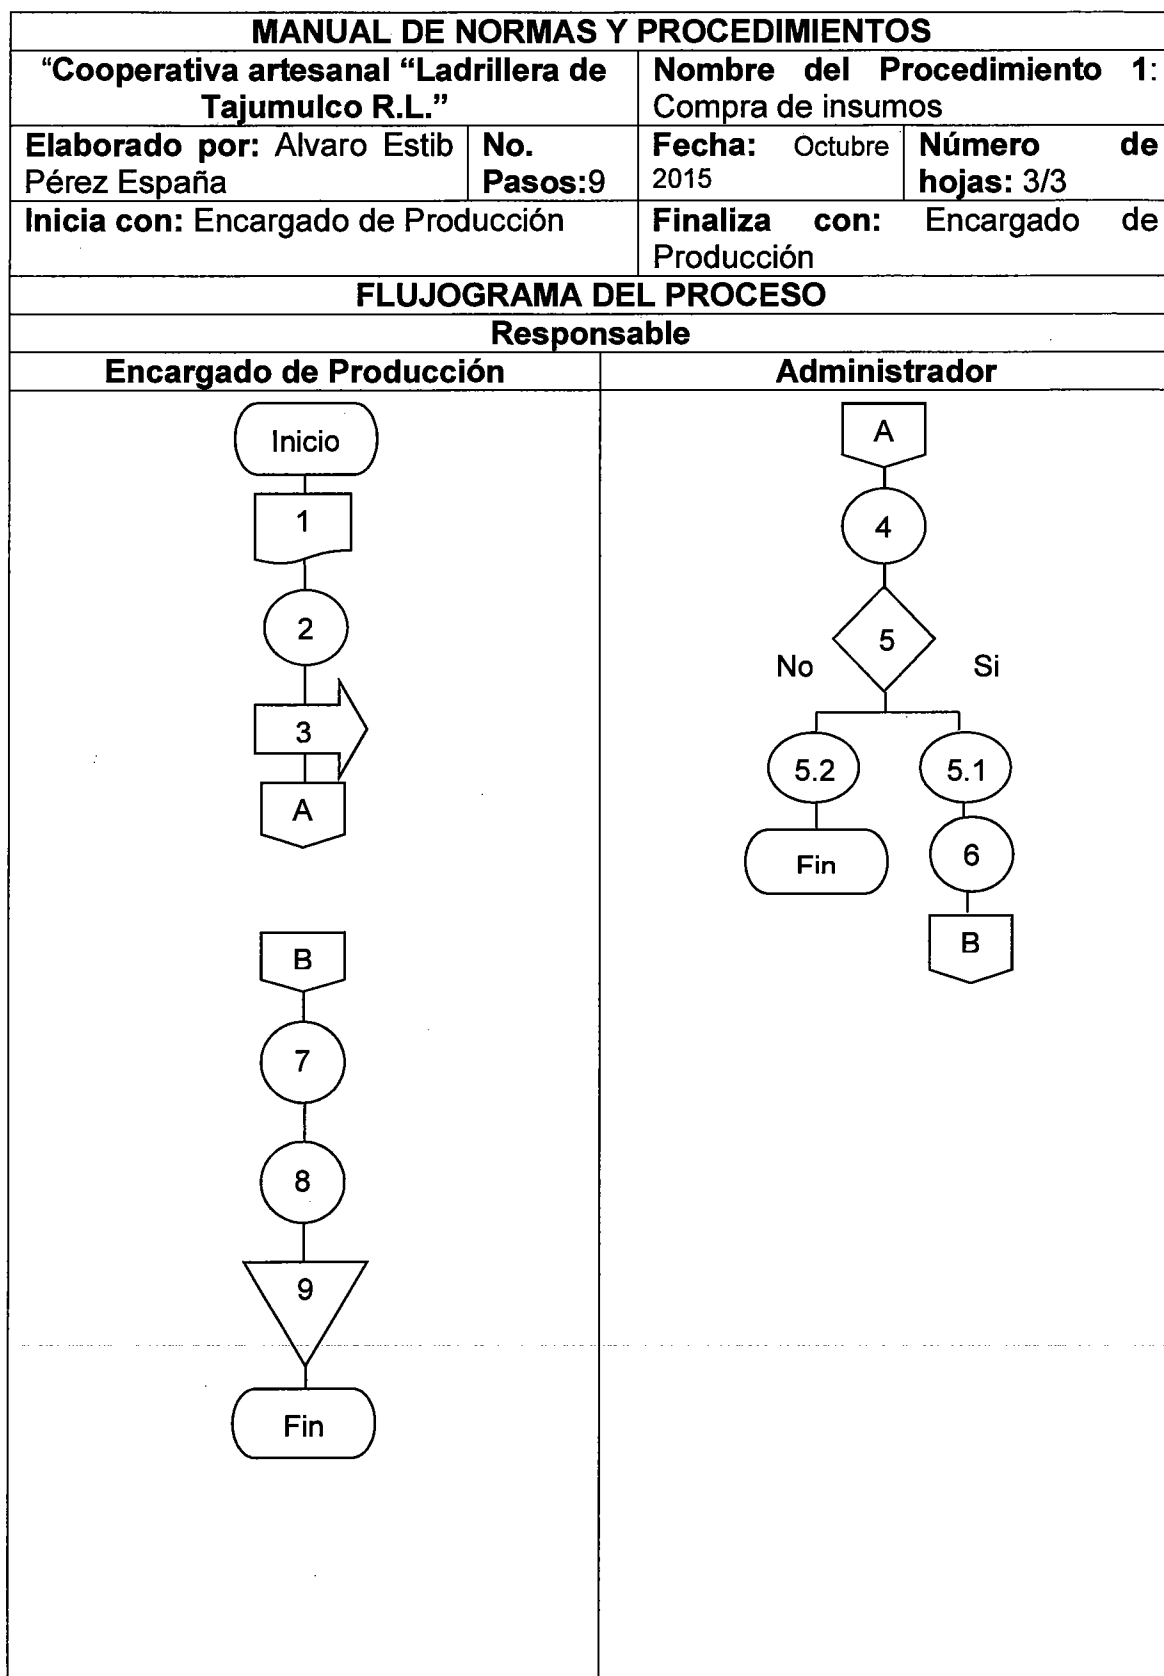 MANUAL DE NORMAS Y PROCEDIMIENTOS
“Cooperativa artesanal “Ladrillera de
Tajumulco R.L.”
Nombre del Procedimiento 1:
Compra de insumos
Elaborado por: Alvaro Estib
Pérez España
No.
Pasos:9
Fecha: Octubre
2015
Número de
hojas: 3/3
Inicia con: Encargado de Producción
Finaliza con: Encargado de
Producción
FLUJOGRAMA DEL PROCESO
Responsable
Encargado de Producción
Administrador
Inicio
1
2
3
A
B
7
8
9
Fin
A
4
5
No
Si
5.2
5.1
Fin
6
B